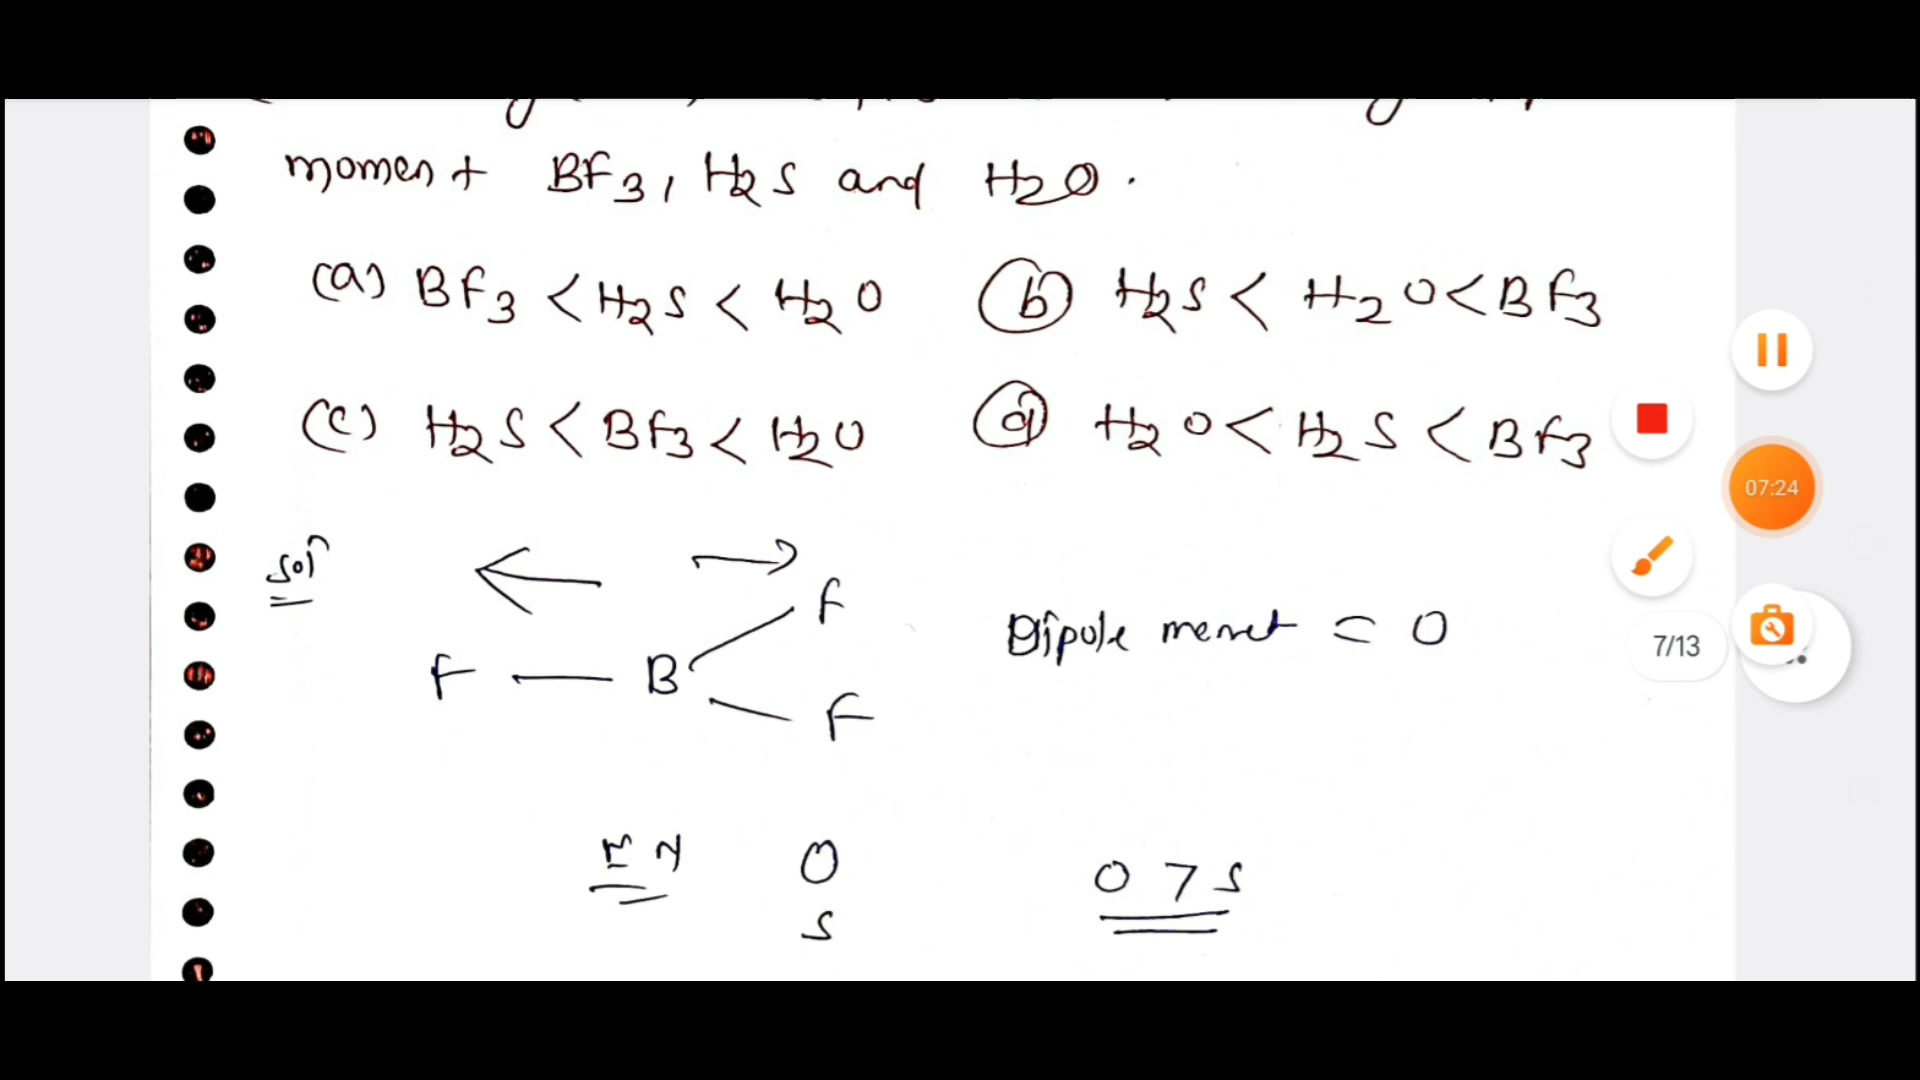 moment BF3, H2S and H2O.
(a) BF3 < H2S < H2O (b) H2S < H2O < BF3
(c) H2S < BF3 < H2O (d) H2O < H2S < BF3
07:24
Sol
F
Dipole memet = 0
7/13
F — B
F
EN O
O > S
S